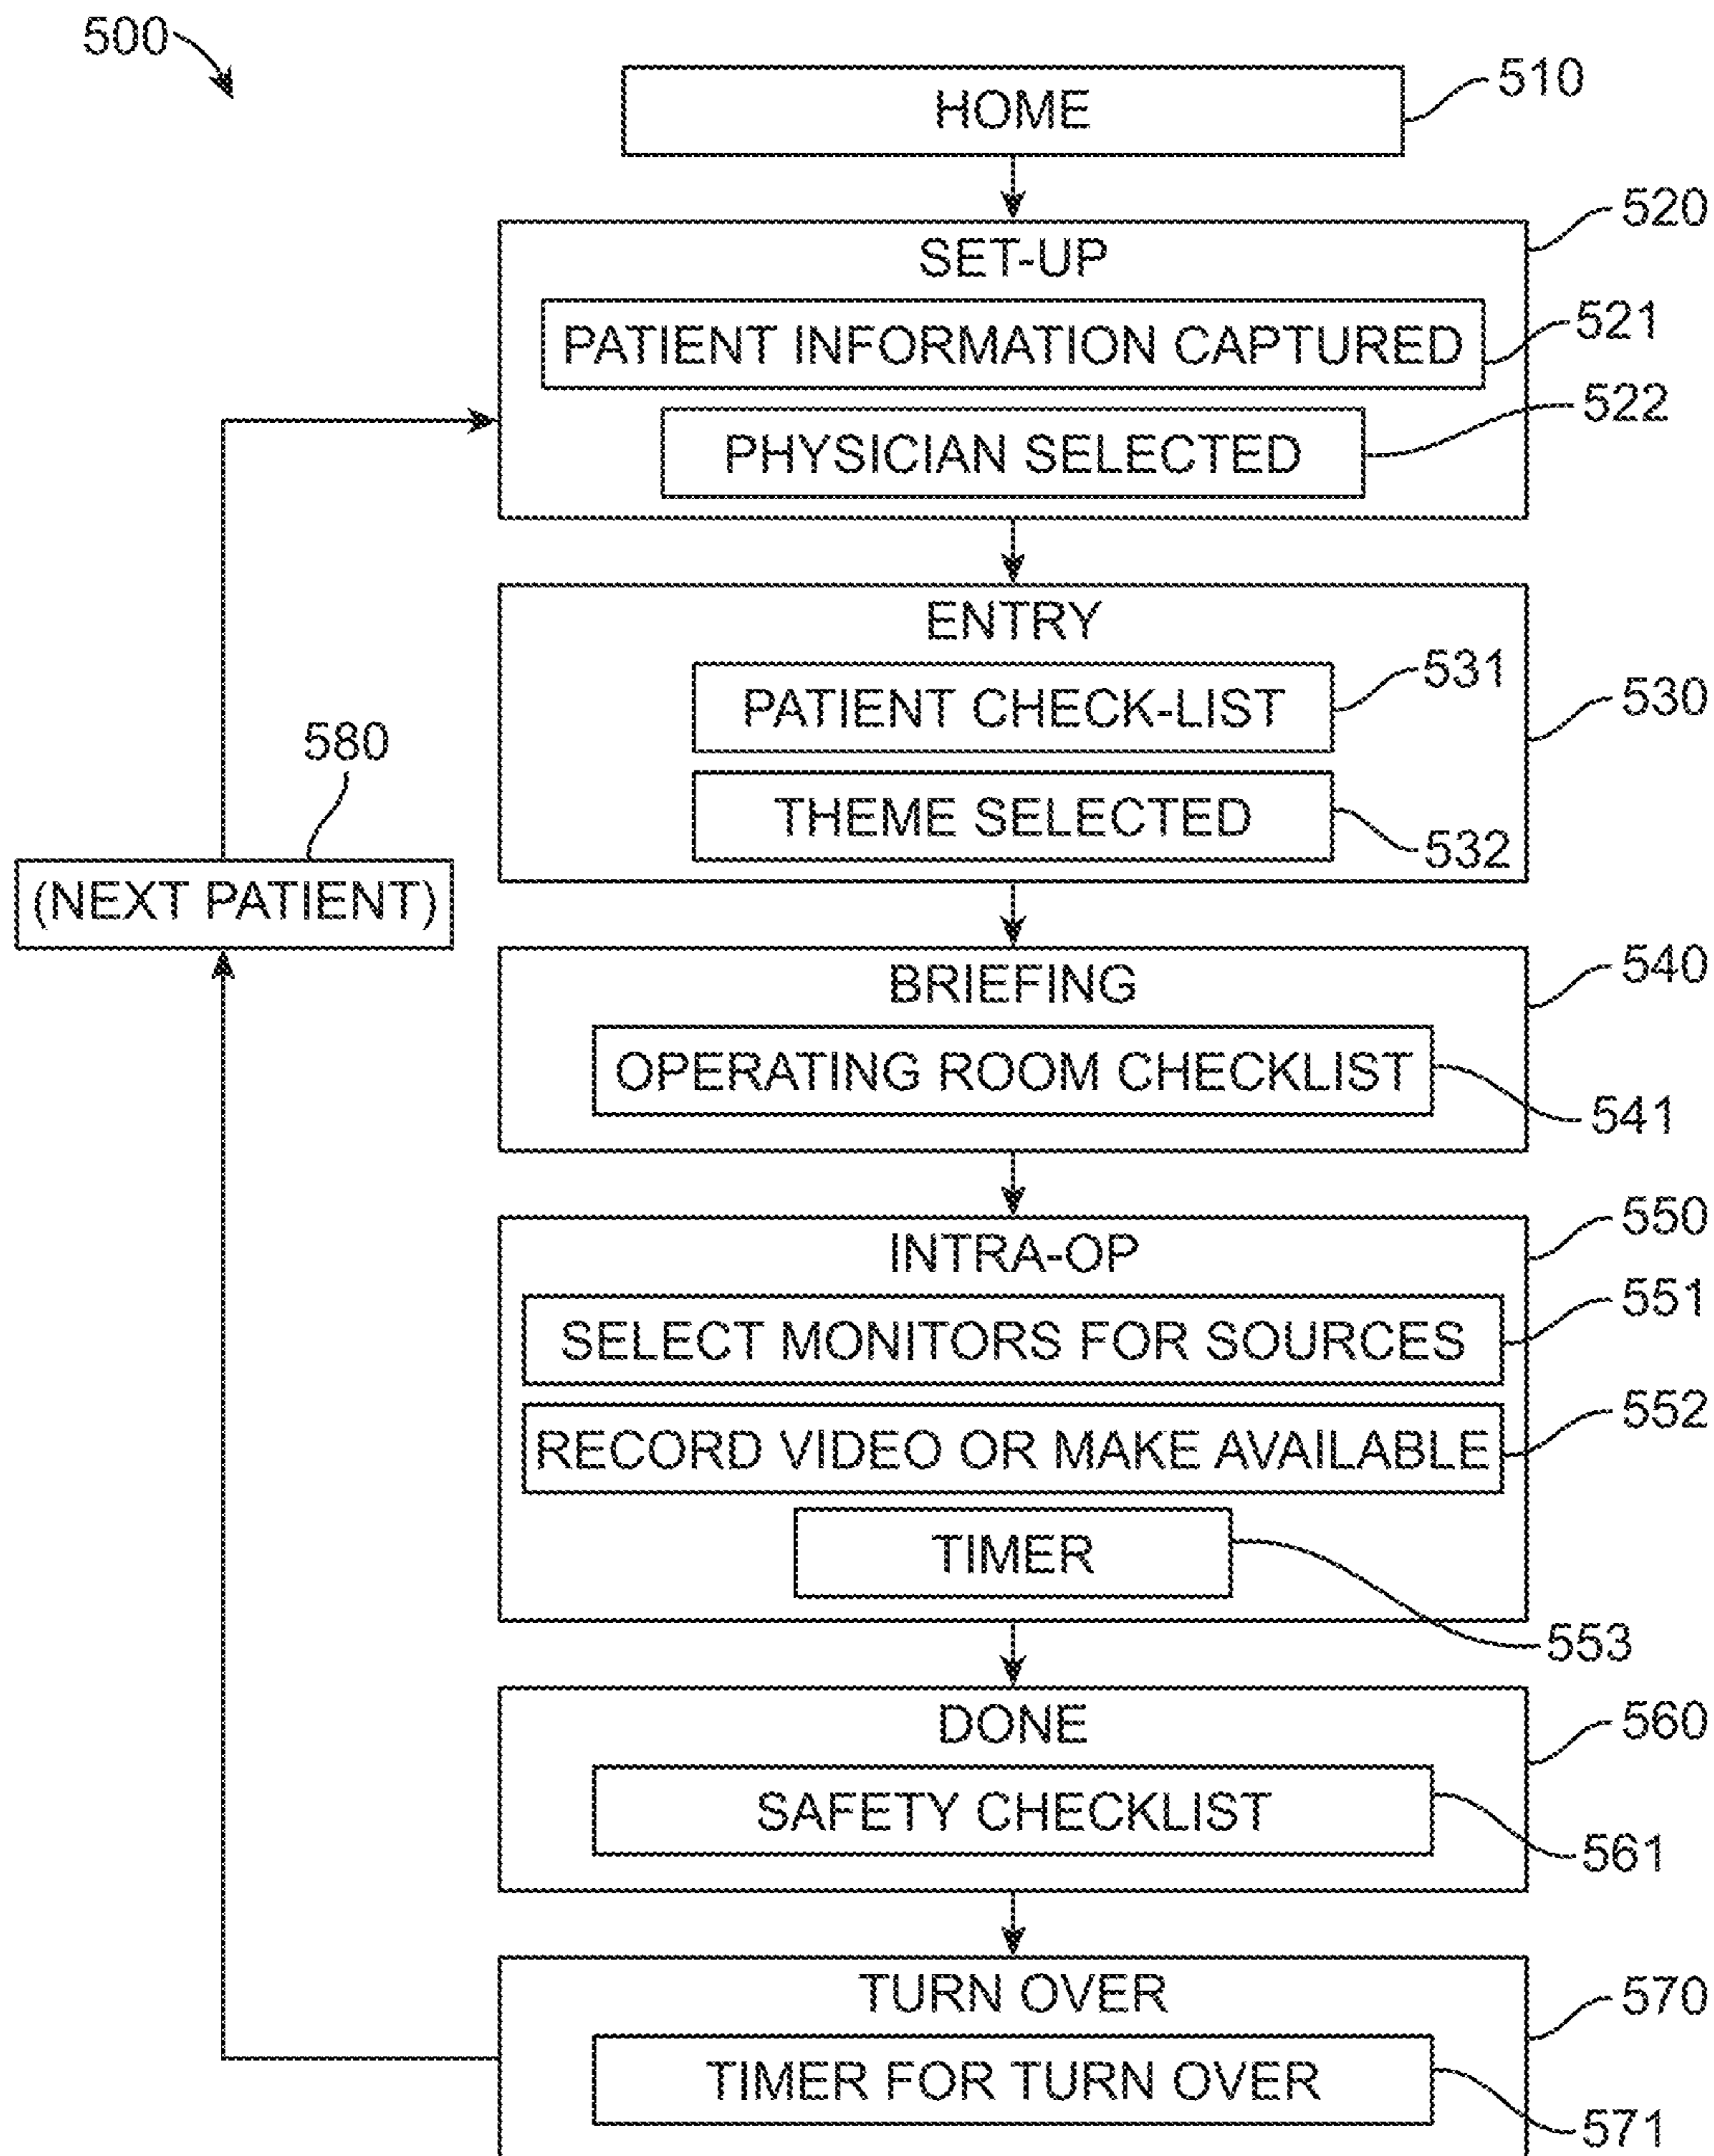 500
HOME
510
SET-UP
520
PATIENT INFORMATION CAPTURED
521
PHYSICIAN SELECTED
522
ENTRY
530
PATIENT CHECK-LIST
531
THEME SELECTED
532
580
(NEXT PATIENT)
BRIEFING
540
OPERATING ROOM CHECKLIST
541
INTRA-OP
550
SELECT MONITORS FOR SOURCES
551
RECORD VIDEO OR MAKE AVAILABLE
552
TIMER
553
DONE
560
SAFETY CHECKLIST
561
TURN OVER
570
TIMER FOR TURN OVER
571